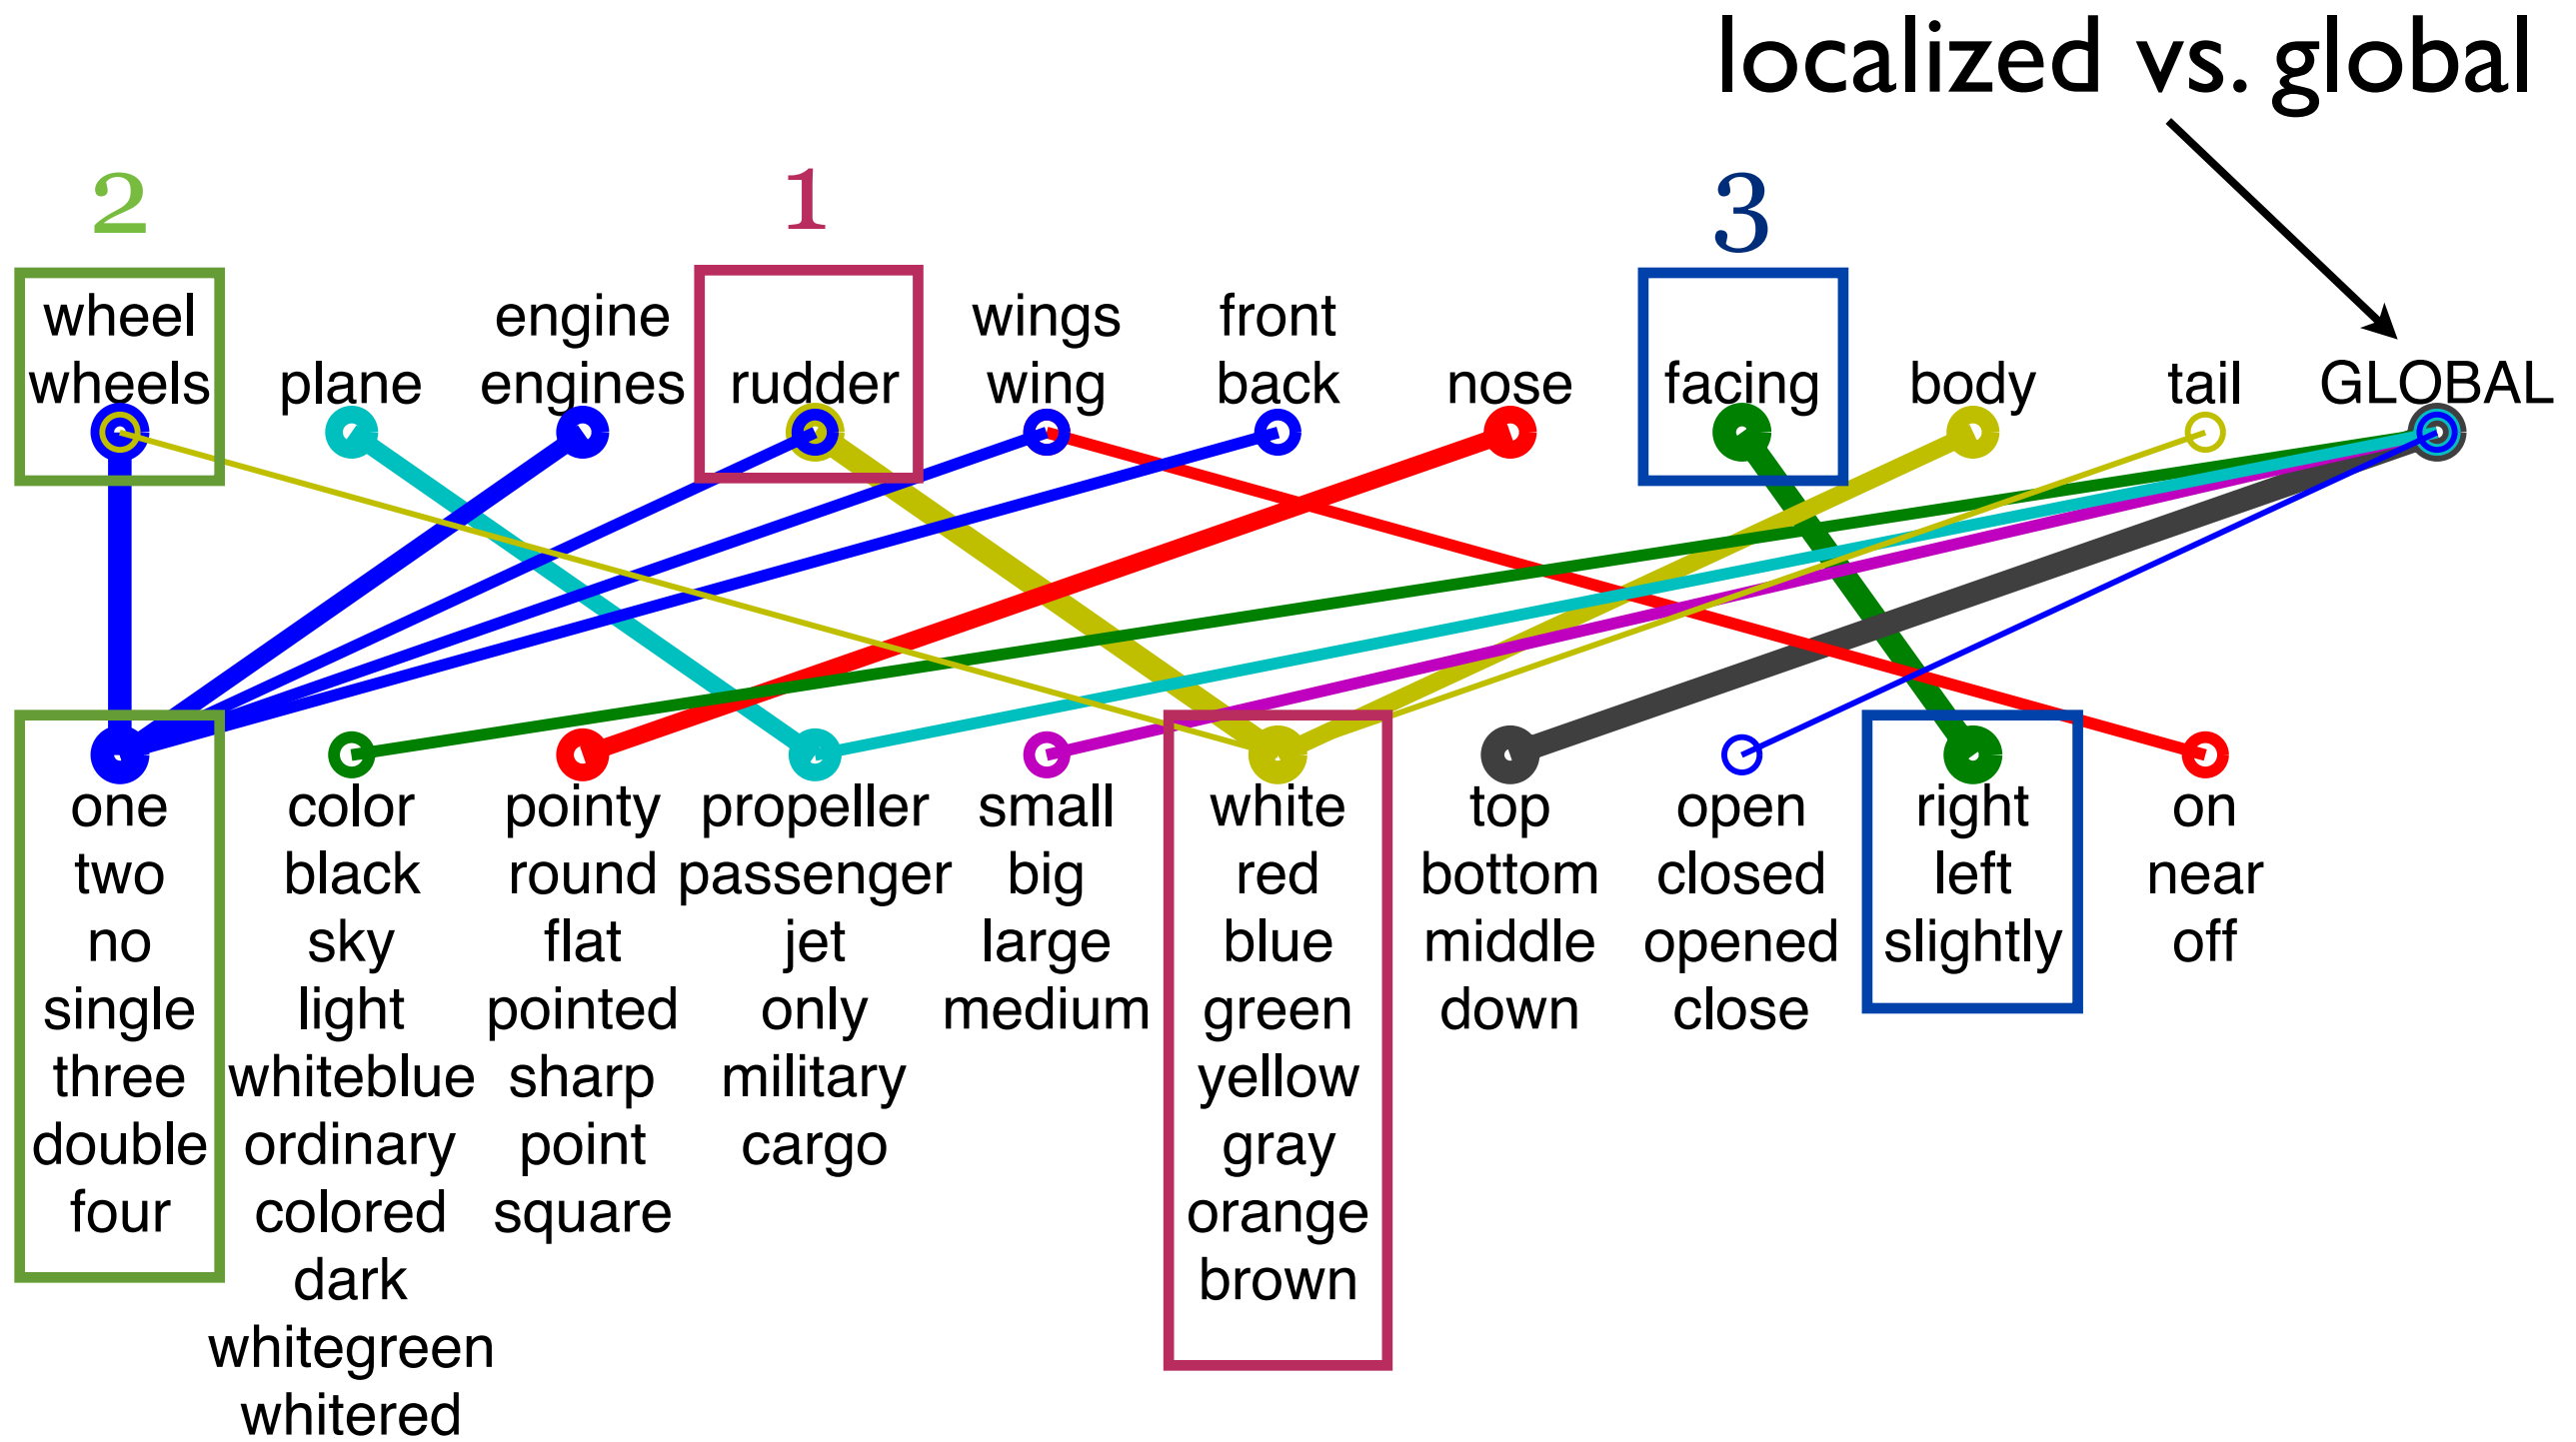 localized vs. global
2
1
3
wheel
wheels
plane
engine
engines
rudder
wings
wing
front
back
nose
facing
body
tail
GLOBAL
one
two
no
single
three
double
four
color
black
sky
light
whiteblue
ordinary
colored
dark
whitegreen
whitered
pointy
round
flat
pointed
sharp
point
square
propeller
passenger
jet
only
military
cargo
small
big
large
medium
white
red
blue
green
yellow
gray
orange
brown
top
bottom
middle
down
open
closed
opened
close
right
left
slightly
on
near
off